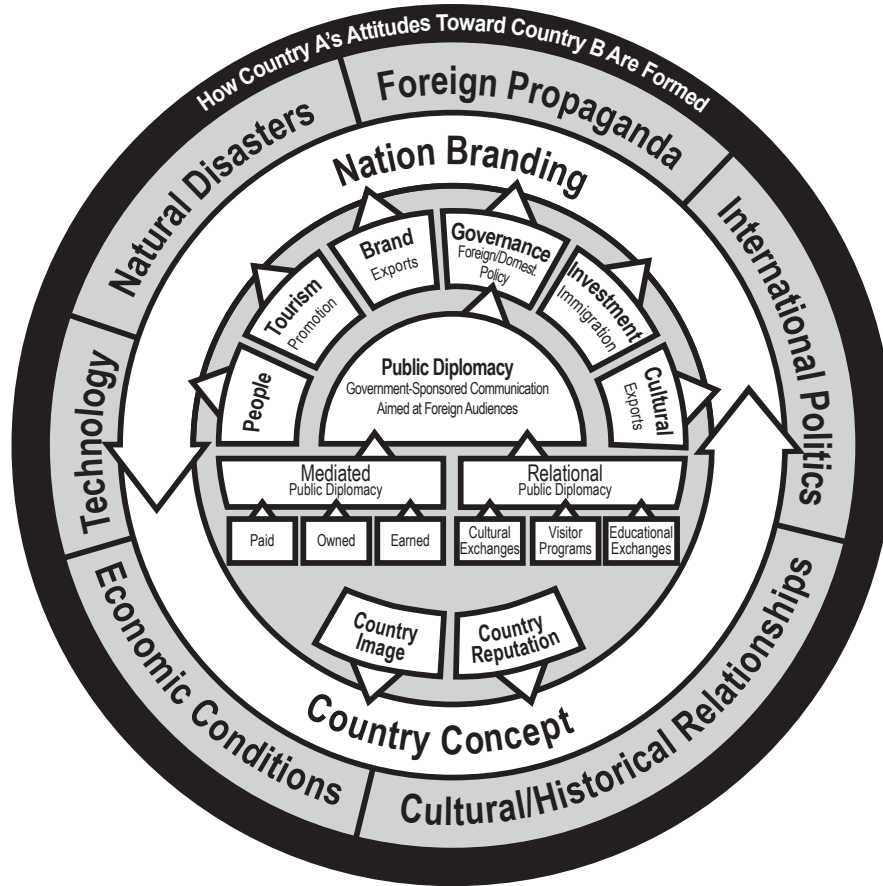 How Country A's Attitudes Toward Country B Are Formed
Foreign Propaganda
International Politics
Cultural/Historical Relationships
Economic Conditions
Technology
Natural Disasters
Nation Branding
People
Tourism
Promotion
Brand
Exports
Governance
Foreign/Domest.
Policy
Investment
Immigration
Cultural
Exports
Public Diplomacy
Government-Sponsored Communication
Aimed at Foreign Audiences
Mediated
Public Diplomacy
Relational
Public Diplomacy
Paid
Owned
Earned
Cultural
Exchanges
Visitor
Programs
Educational
Exchanges
Country
Image
Country
Reputation
Country Concept